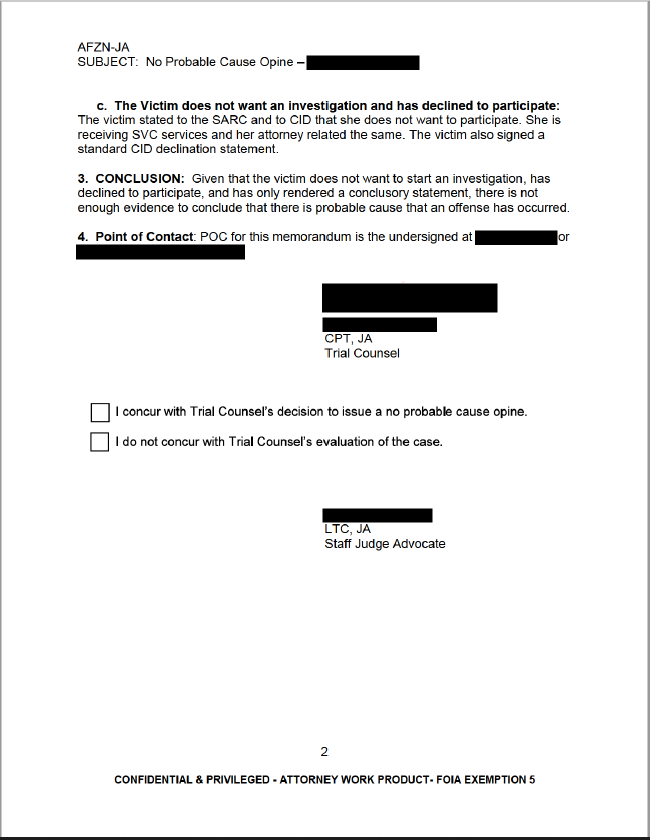 AFZN-JA
SUBJECT: No Probable Cause Opine –
c. The Victim does not want an investigation and has declined to participate:
The victim stated to the SARC and to CID that she does not want to participate. She is
receiving SVC services and her attorney related the same. The victim also signed a
standard CID declination statement.
3. CONCLUSION: Given that the victim does not want to start an investigation, has
declined to participate, and has only rendered a conclusory statement, there is not
enough evidence to conclude that there is probable cause that an offense has occurred.
4. Point of Contact: POC for this memorandum is the undersigned at or
CPT, JA
Trial Counsel
I concur with Trial Counsel's decision to issue a no probable cause opine.
I do not concur with Trial Counsel's evaluation of the case.
LTC, JA
Staff Judge Advocate
2
CONFIDENTIAL & PRIVILEGED - ATTORNEY WORK PRODUCT- FOIA EXEMPTION 5